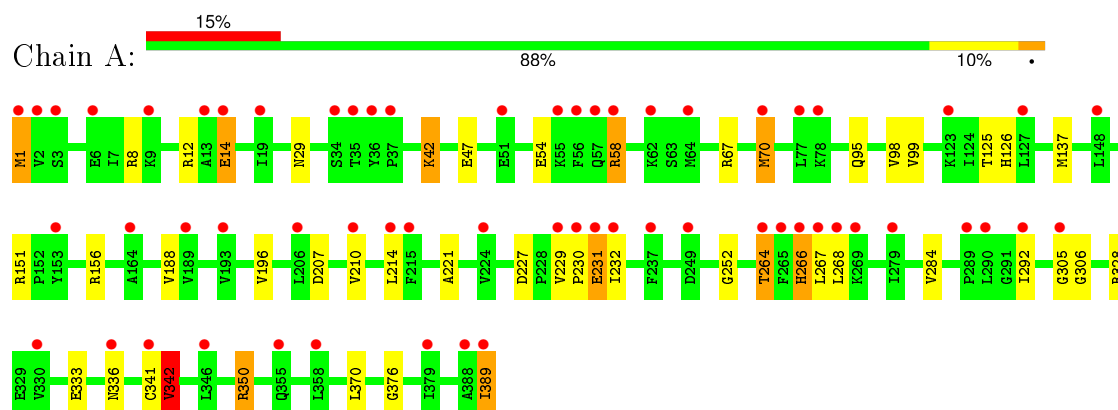 15%
Chain A:
88% 10% •
M1 V2 S3 E6 I7 R8 K9 R12 A13 E14 I19 N29 S34 T35 Y36 P37 K42 E47 E51 E54 K55 F56 Q57 R58 K62 S63 M64 R67 M70 L77 K78 Q95 V98 V99 K123 I124 T125 H126 L127 M137 L148
R151 P152 Y153 R156 A164 V188 V189 V193 V196 L206 D207 V210 L214 F215 A221 V224 D227 P228 V229 P230 E231 I232 F237 D249 G252 T264 F265 H266 L267 L268 K269 I279 V284 P289 L290 G291 I292 G305 G306
E329 V330 E333 N336 C341 V342 L346 R350 Q355 L358 L370 G376 I379 A388 I389